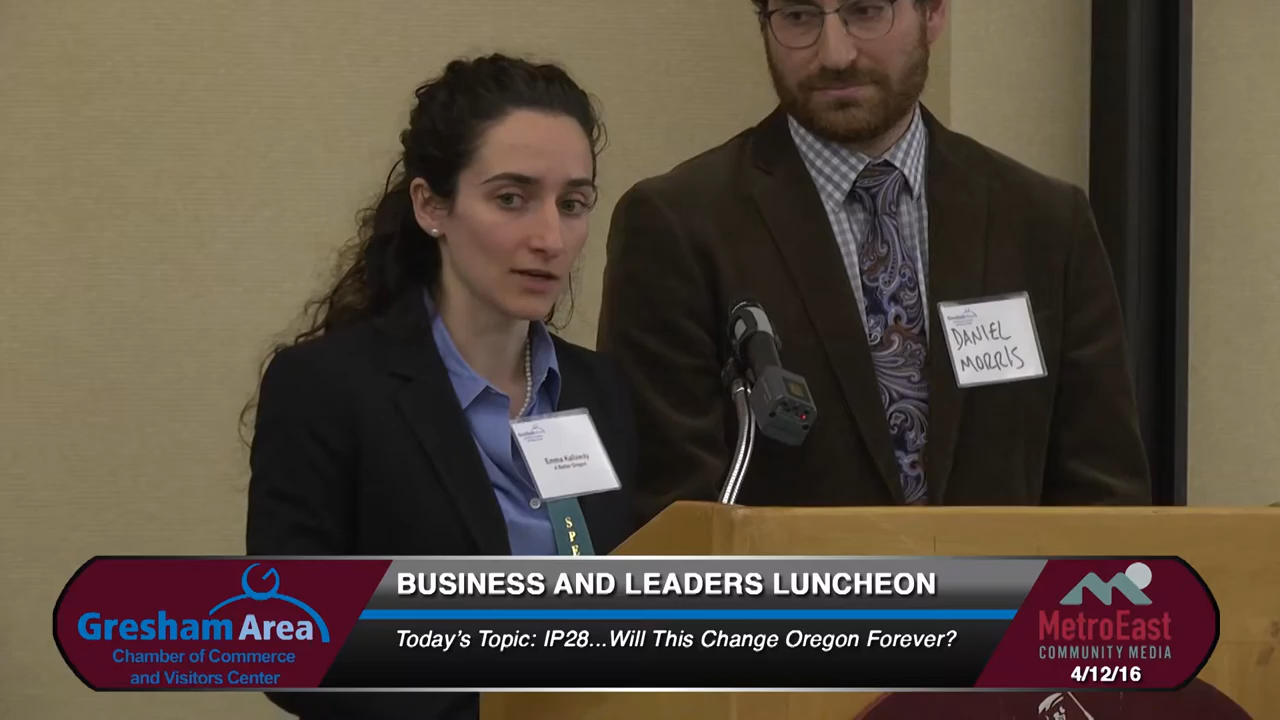 DANIEL
MORRIS
Emma Kallaway
A Better Oregon
SPE
BUSINESS AND LEADERS LUNCHEON
Today's Topic: IP28...Will This Change Oregon Forever?
Gresham Area
Chamber of Commerce
and Visitors Center
MetroEast
COMMUNITY MEDIA
4/12/16